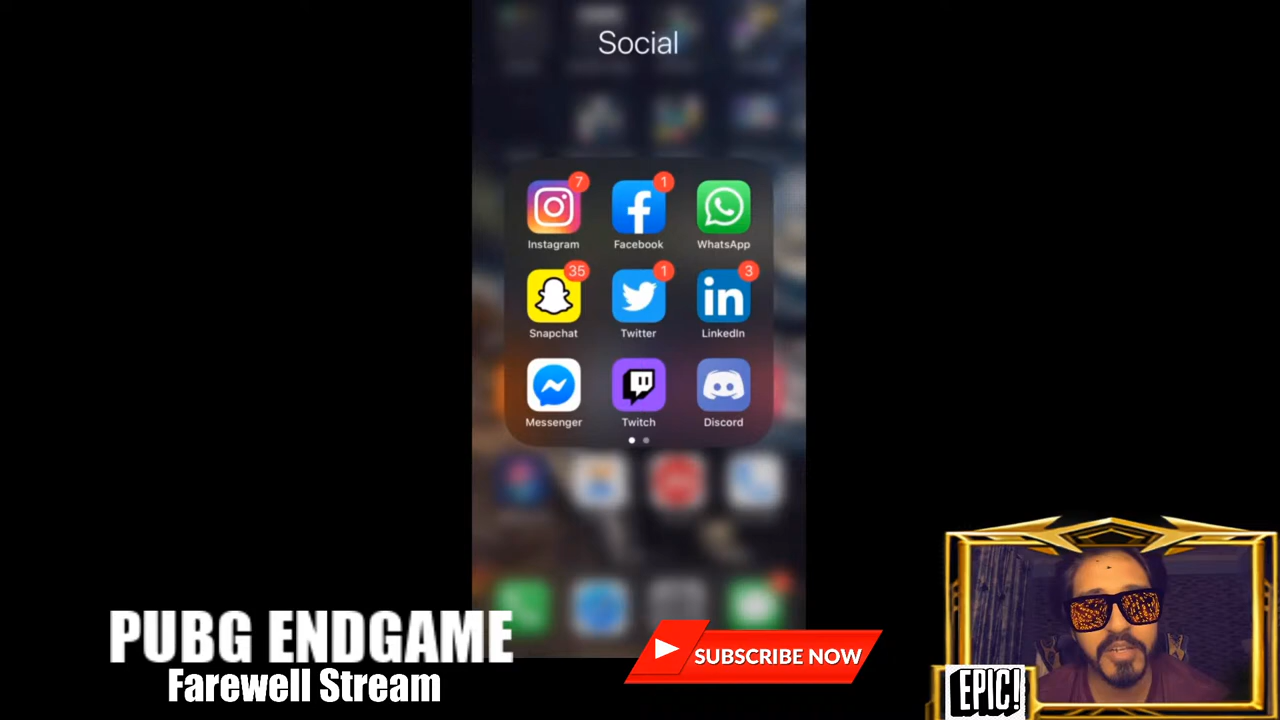 Social
7
1
Instagram
Facebook
WhatsApp
35
1
3
in
Snapchat
Twitter
LinkedIn
Messenger
Twitch
Discord
PUBG ENDGAME
Farewell Stream
SUBSCRIBE NOW
EPIC!